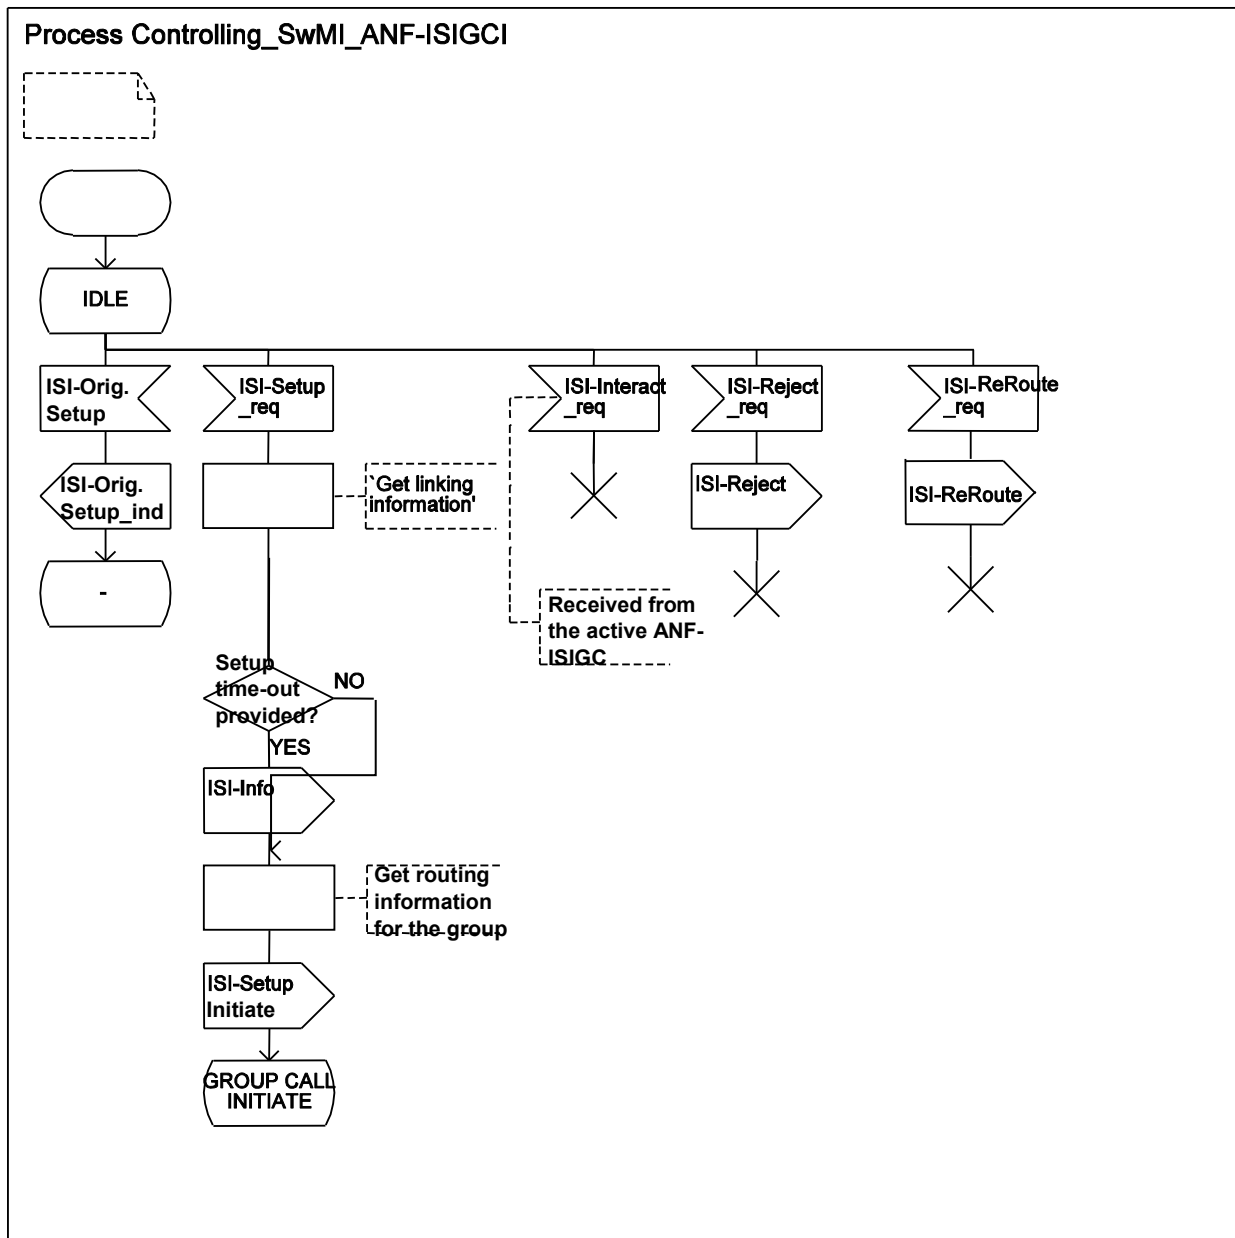 Process Controlling_SwMI_ANF-ISIGCI
IDLE
ISI-Orig.
Setup
ISI-Setup
_req
ISI-Interact
_req
ISI-Reject
_req
ISI-ReRoute
_req
ISI-Orig.
Setup_ind
`Get linking
information'
ISI-Reject
ISI-ReRoute
-
Received from
the active ANF-
ISIGC
Setup
time-out
provided?
NO
YES
ISI-Info
Get routing
information
for the group
ISI-Setup
Initiate
GROUP CALL
INITIATE